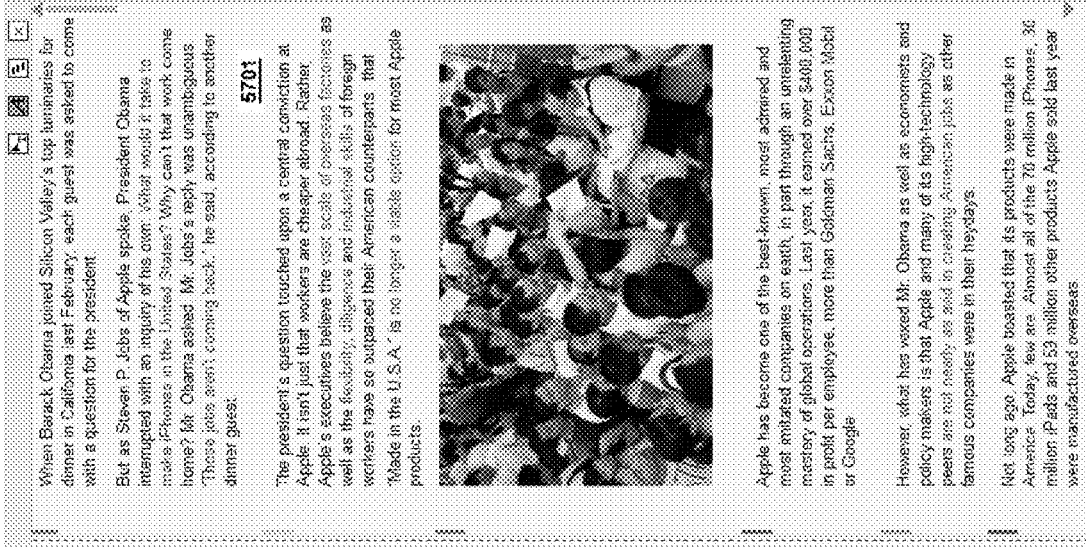 When Barack Obama joined Silicon Valley's top luminaries for
dinner in California last February, each guest was asked to come
with a question for the president.
But as Steven P. Jobs of Apple spoke, President Obama
interrupted with an inquiry of his own: What would it take to
make iPhones in the United States? Why can't that work come
home? Mr. Obama asked. Mr. Jobs's reply was unambiguous.
"Those jobs aren't coming back," he said, according to another
dinner guest.
5701
The president's question touched upon a central conviction at
Apple. It isn't just that workers are cheaper abroad. Rather,
Apple's executives believe the vast scale of overseas factories as
well as the flexibility, diligence and industrial skills of foreign
workers have so outpaced their American counterparts that
"Made in the U.S.A." is no longer a viable option for most Apple
products.
Apple has become one of the best-known, most admired and
most imitated companies on earth, in part through an unrelenting
mastery of global operations. Last year, it earned over $400,000
in profit per employee, more than Goldman Sachs, Exxon Mobil
or Google.
However, what has vexed Mr. Obama as well as economists and
policy makers is that Apple and many of its high-technology
peers are not nearly as avid in creating American jobs as other
famous companies were in their heydays.
Not long ago, Apple boasted that its products were made in
America. Today, few are. Almost all of the 70 million iPhones, 30
million iPads and 59 million other products Apple sold last year
were manufactured overseas.